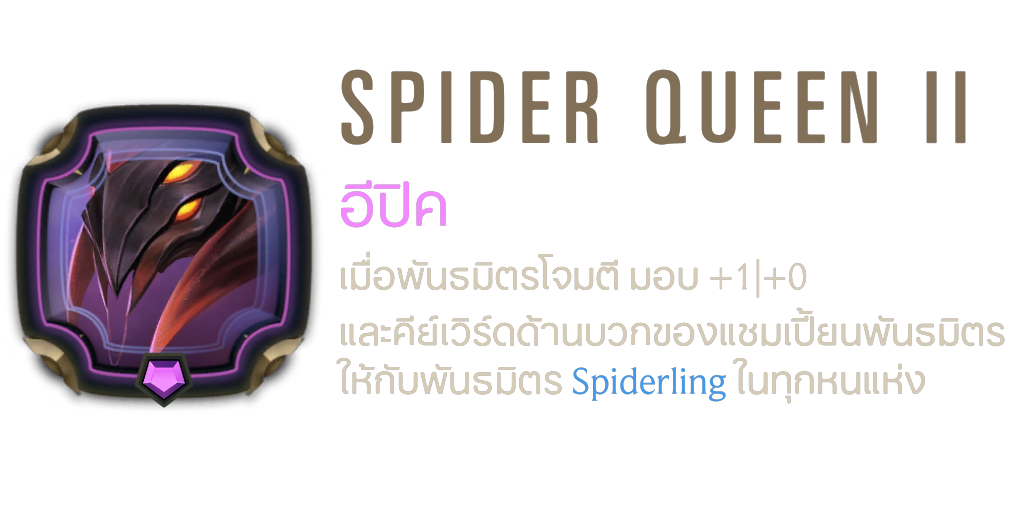 SPIDER QUEEN II
อีปิค
เมื่อพันธมิตรโจมตี มอบ +1|+0
และคีย์เวิร์ดด้านบวกของแชมเปี้ยนพันธมิตร
ให้กับพันธมิตร Spiderling ในทุกหนแห่ง